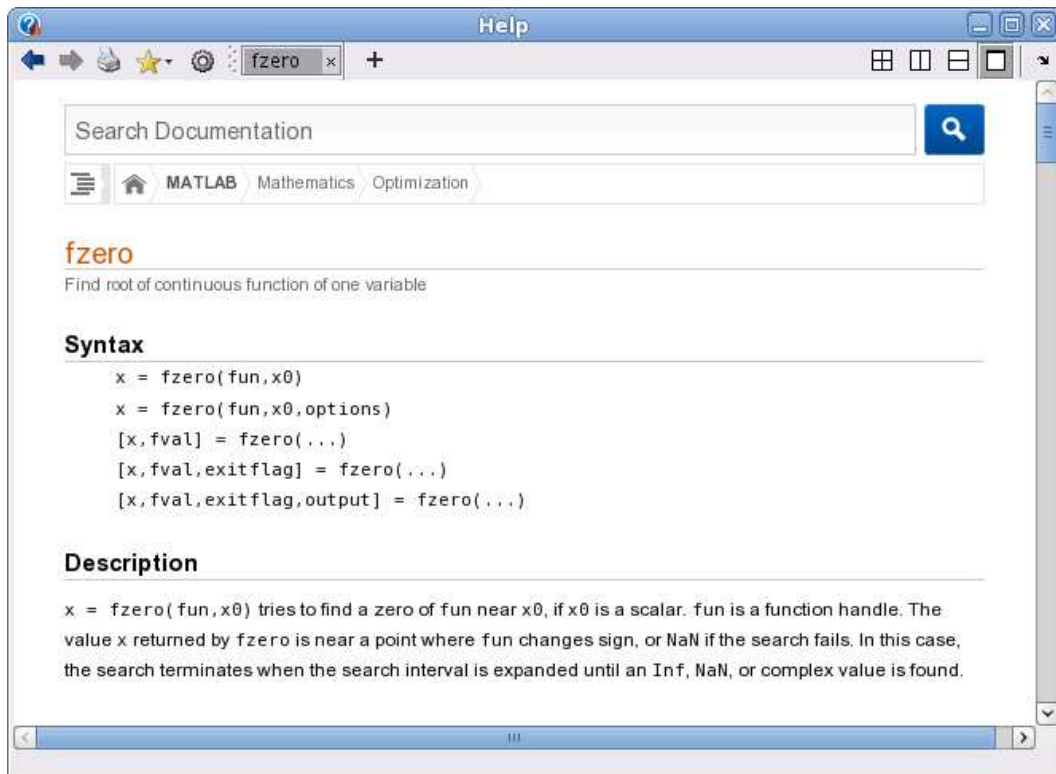 Help
fzero
Search Documentation
MATLAB Mathematics Optimization
fzero
Find root of continuous function of one variable
Syntax
x = fzero(fun,x0)
x = fzero(fun,x0,options)
[x,fval] = fzero(...)
[x,fval,exitflag] = fzero(...)
[x,fval,exitflag,output] = fzero(...)
Description
x = fzero(fun,x0) tries to find a zero of fun near x0, if x0 is a scalar. fun is a function handle. The
value x returned by fzero is near a point where fun changes sign, or NaN if the search fails. In this case,
the search terminates when the search interval is expanded until an Inf, NaN, or complex value is found.